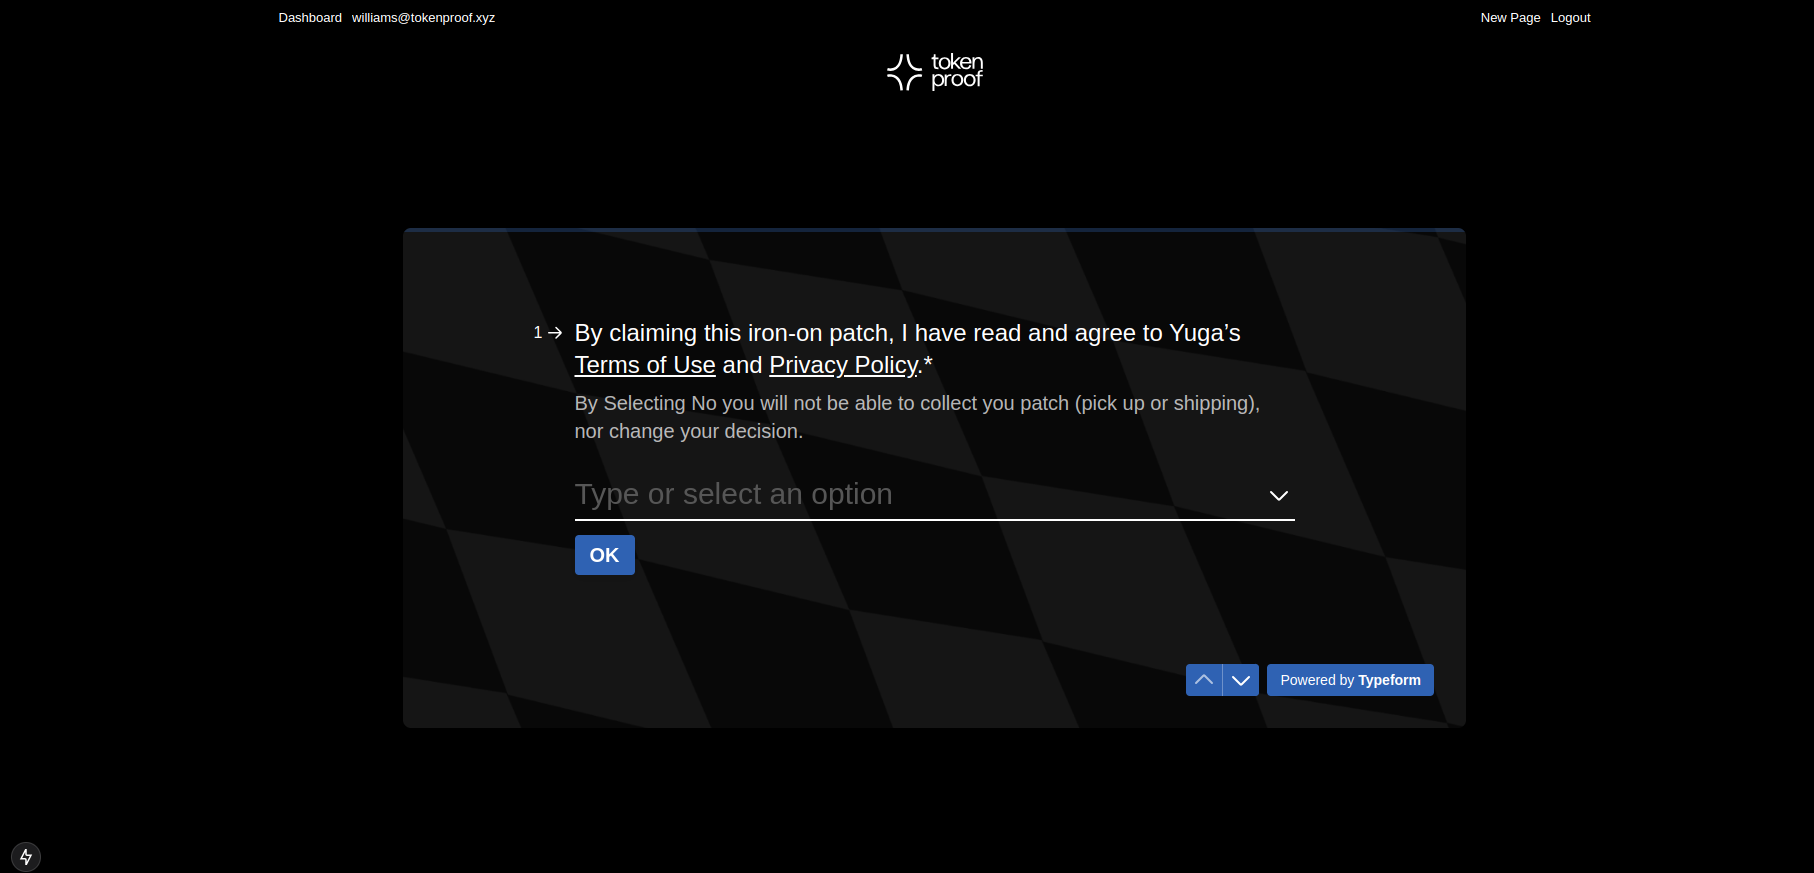 Dashboard williams@tokenproof.xyz New Page Logout
token
proof
1 By claiming this iron-on patch, I have read and agree to Yuga’s
Terms of Use and Privacy Policy.*
By Selecting No you will not be able to collect you patch (pick up or shipping),
nor change your decision.
Type or select an option
OK
Powered by Typeform